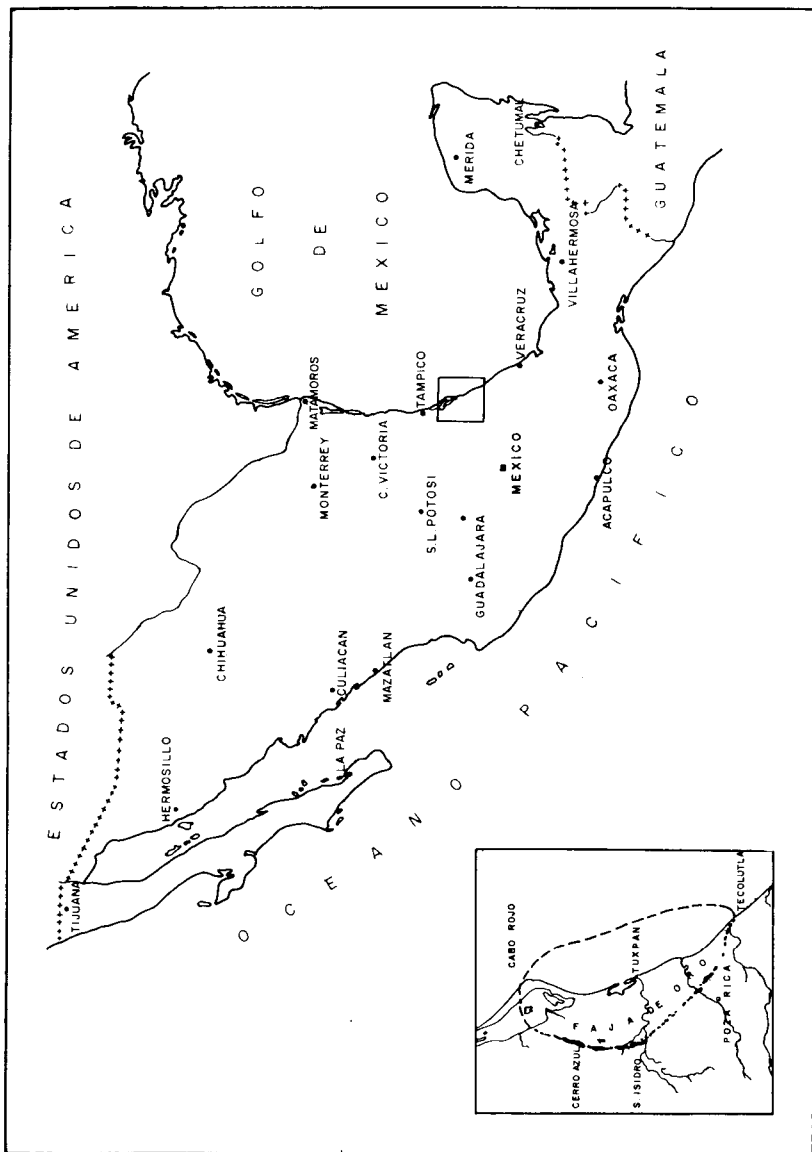 ESTADOS UNIDOS DE AMERICA
TIJUANA
HERMOSILLO
CHIHUAHUA
GOLFO
DE
MEXICO
LA PAZ
CULIACAN
MAZATLAN
MONTERREY
MATAMOROS
C. VICTORIA
S.L. POTOSI
TAMPICO
GUADALAJARA
MEXICO
VERACRUZ
MERIDA
CHETUMAL
VILLAHERMOSA
OAXACA
ACAPULCO
GUATEMALA
OCEANO PACIFICO
CABO ROJO
CERRO AZUL
FAJA DE ORO
TUXPAN
S. ISIDRO
POZA RICA
TECOLUTLA